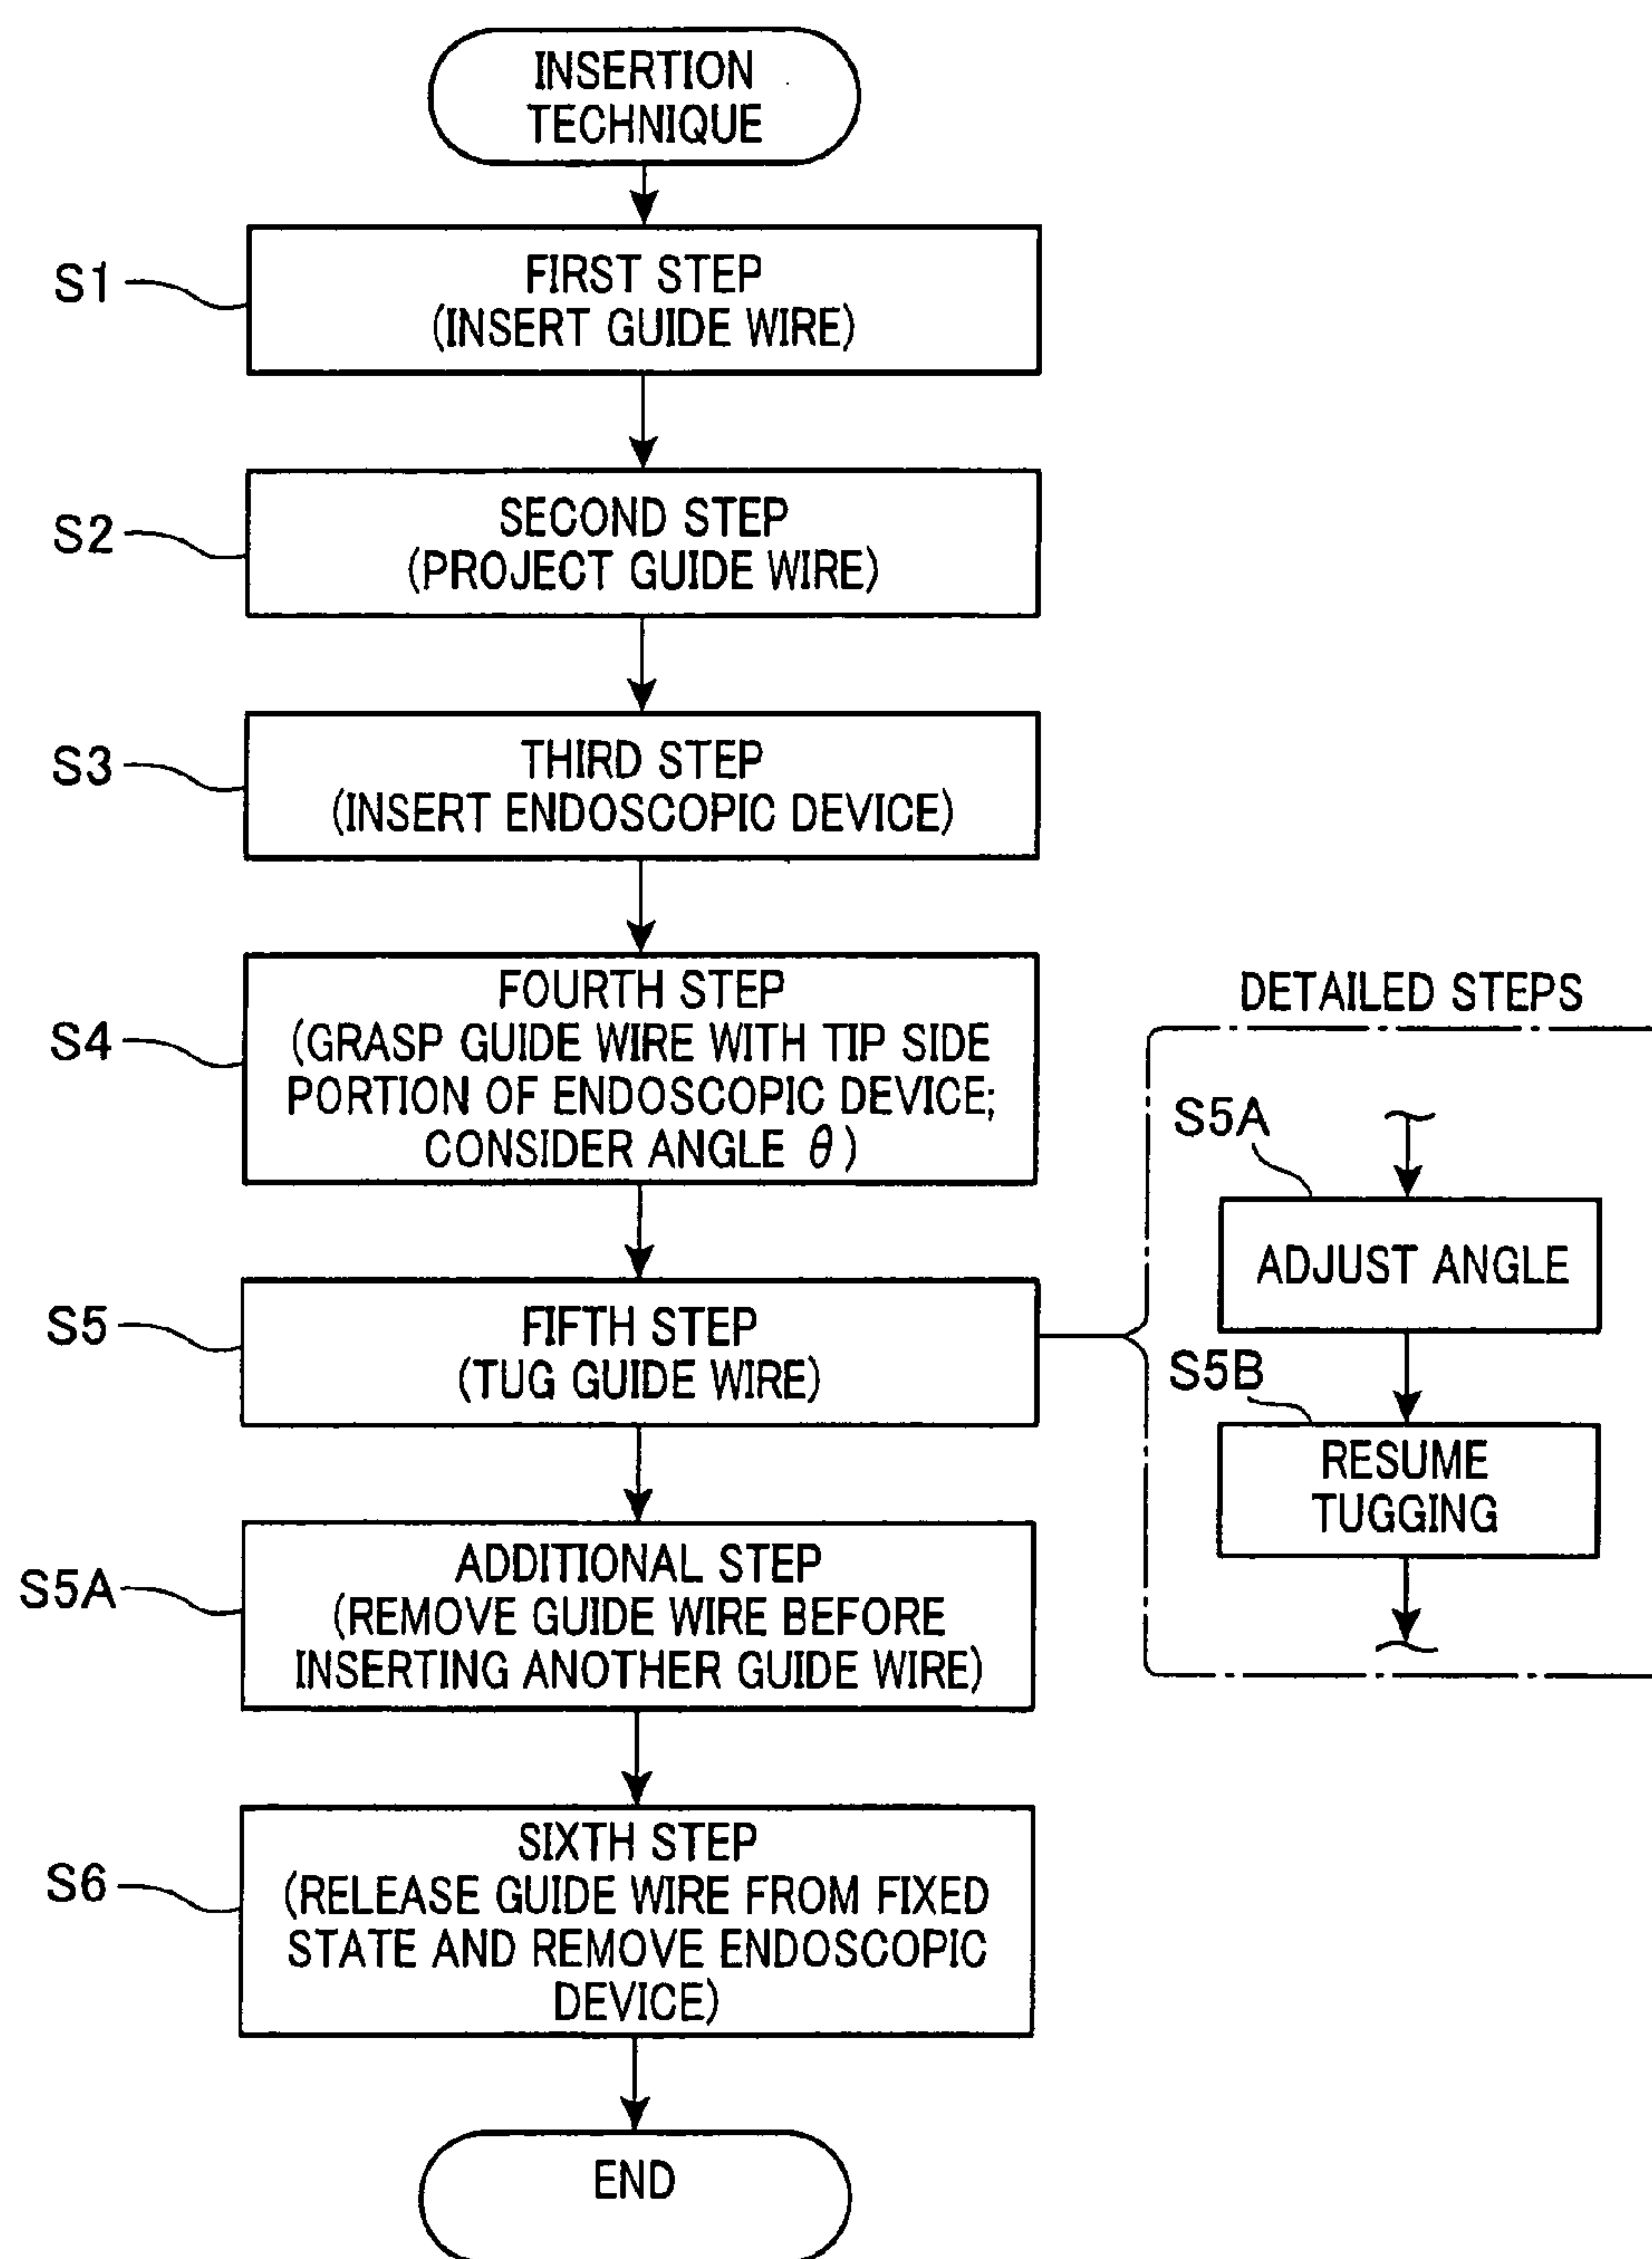 INSERTION
TECHNIQUE
S1
FIRST STEP
(INSERT GUIDE WIRE)
S2
SECOND STEP
(PROJECT GUIDE WIRE)
S3
THIRD STEP
(INSERT ENDOSCOPIC DEVICE)
S4
FOURTH STEP
(GRASP GUIDE WIRE WITH TIP SIDE
PORTION OF ENDOSCOPIC DEVICE;
CONSIDER ANGLE θ)
S5
FIFTH STEP
(TUG GUIDE WIRE)
DETAILED STEPS
S5A
ADJUST ANGLE
S5B
RESUME
TUGGING
S5A
ADDITIONAL STEP
(REMOVE GUIDE WIRE BEFORE
INSERTING ANOTHER GUIDE WIRE)
S6
SIXTH STEP
(RELEASE GUIDE WIRE FROM FIXED
STATE AND REMOVE ENDOSCOPIC
DEVICE)
END